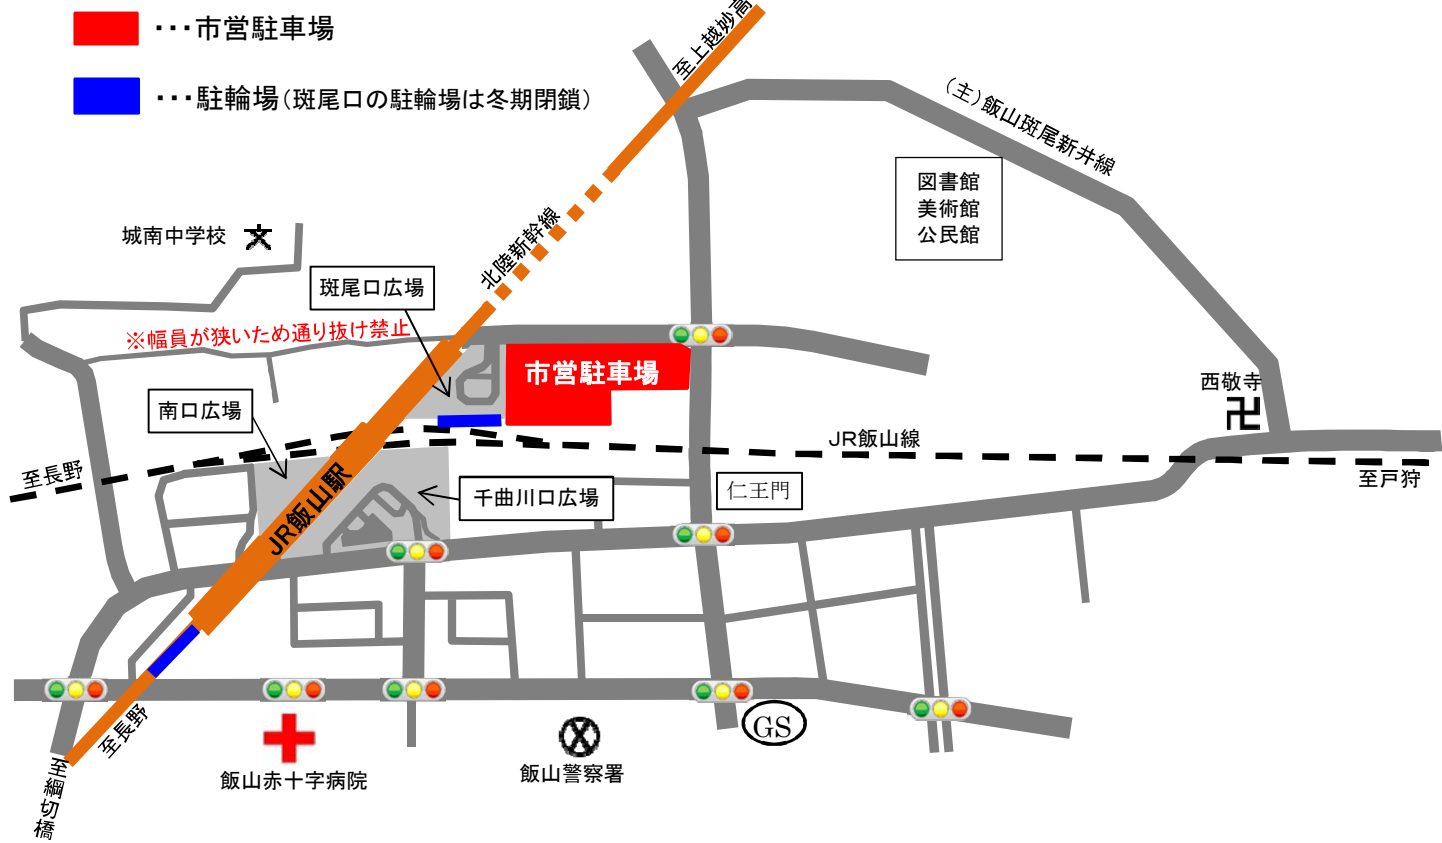 ・・・市営駐車場
・・・駐輪場(斑尾口の駐輪場は冬期閉鎖)
至上越妙高
(主)飯山斑尾新井線
図書館
美術館
公民館
城南中学校
北陸新幹線
斑尾口広場
※幅員が狭いため通り抜け禁止
市営駐車場
西敬寺
南口広場
JR飯山線
至長野
至戸狩
JR飯山駅
千曲川口広場
仁王門
至長野
GS
飯山赤十字病院
飯山警察署
至綱切橋